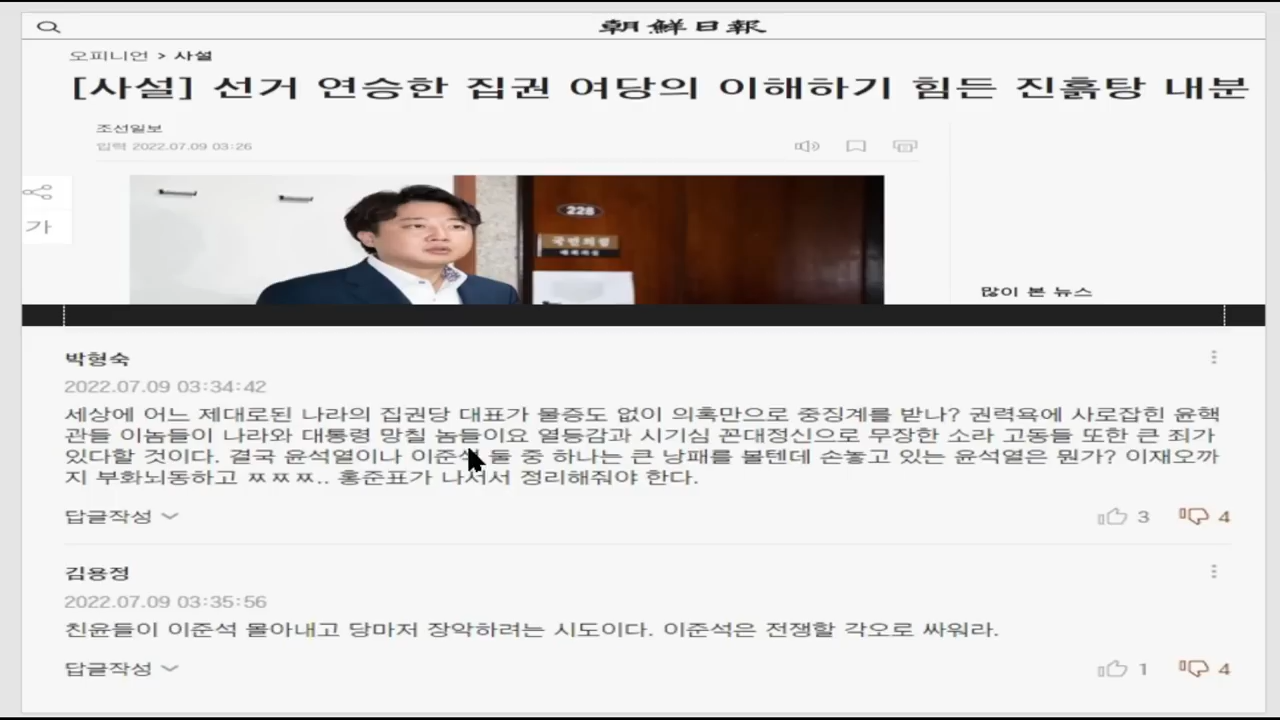 朝鮮日報
오피니언 > 사설
[사설] 선거 연승한 집권 여당의 이해하기 힘든 진흙탕 내분
조선일보
입력 2022.07.09 03:26
가
228
국민의힘
많이 본 뉴스
박형숙
2022.07.09 03:34:42
세상에 어느 제대로된 나라의 집권당 대표가 물증도 없이 의혹만으로 중징계를 받나? 권력욕에 사로잡힌 윤핵
관들 이놈들이 나라와 대통령 망칠 놈들이요 열등감과 시기심 꼰대정신으로 무장한 소라 고동들 또한 큰 죄가
있다할 것이다. 결국 윤석열이나 이준석 둘 중 하나는 큰 낭패를 볼텐데 손놓고 있는 윤석열은 뭔가? 이재오까
지 부화뇌동하고 ㅉㅉㅉ.. 홍준표가 나서서 정리해줘야 한다.
답글작성
3 4
김용정
2022.07.09 03:35:56
친윤들이 이준석 몰아내고 당마저 장악하려는 시도이다. 이준석은 전쟁할 각오로 싸워라.
답글작성
1 4